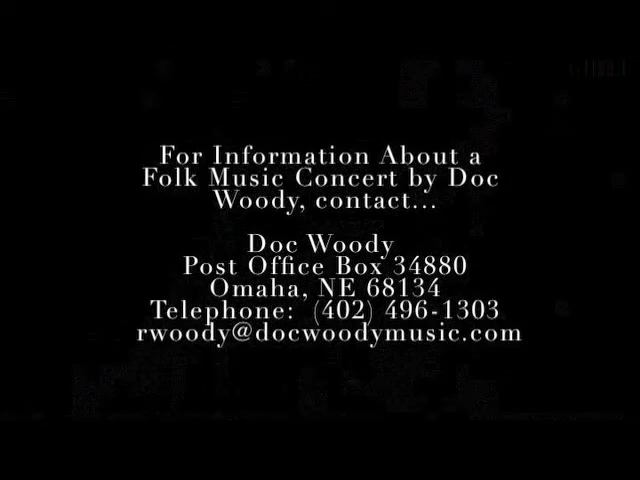 For Information About a
Folk Music Concert by Doc
Woody, contact...
Doc Woody
Post Office Box 34880
Omaha, NE 68134
Telephone: (402) 496-1303
rwoody@docwoodymusic.com